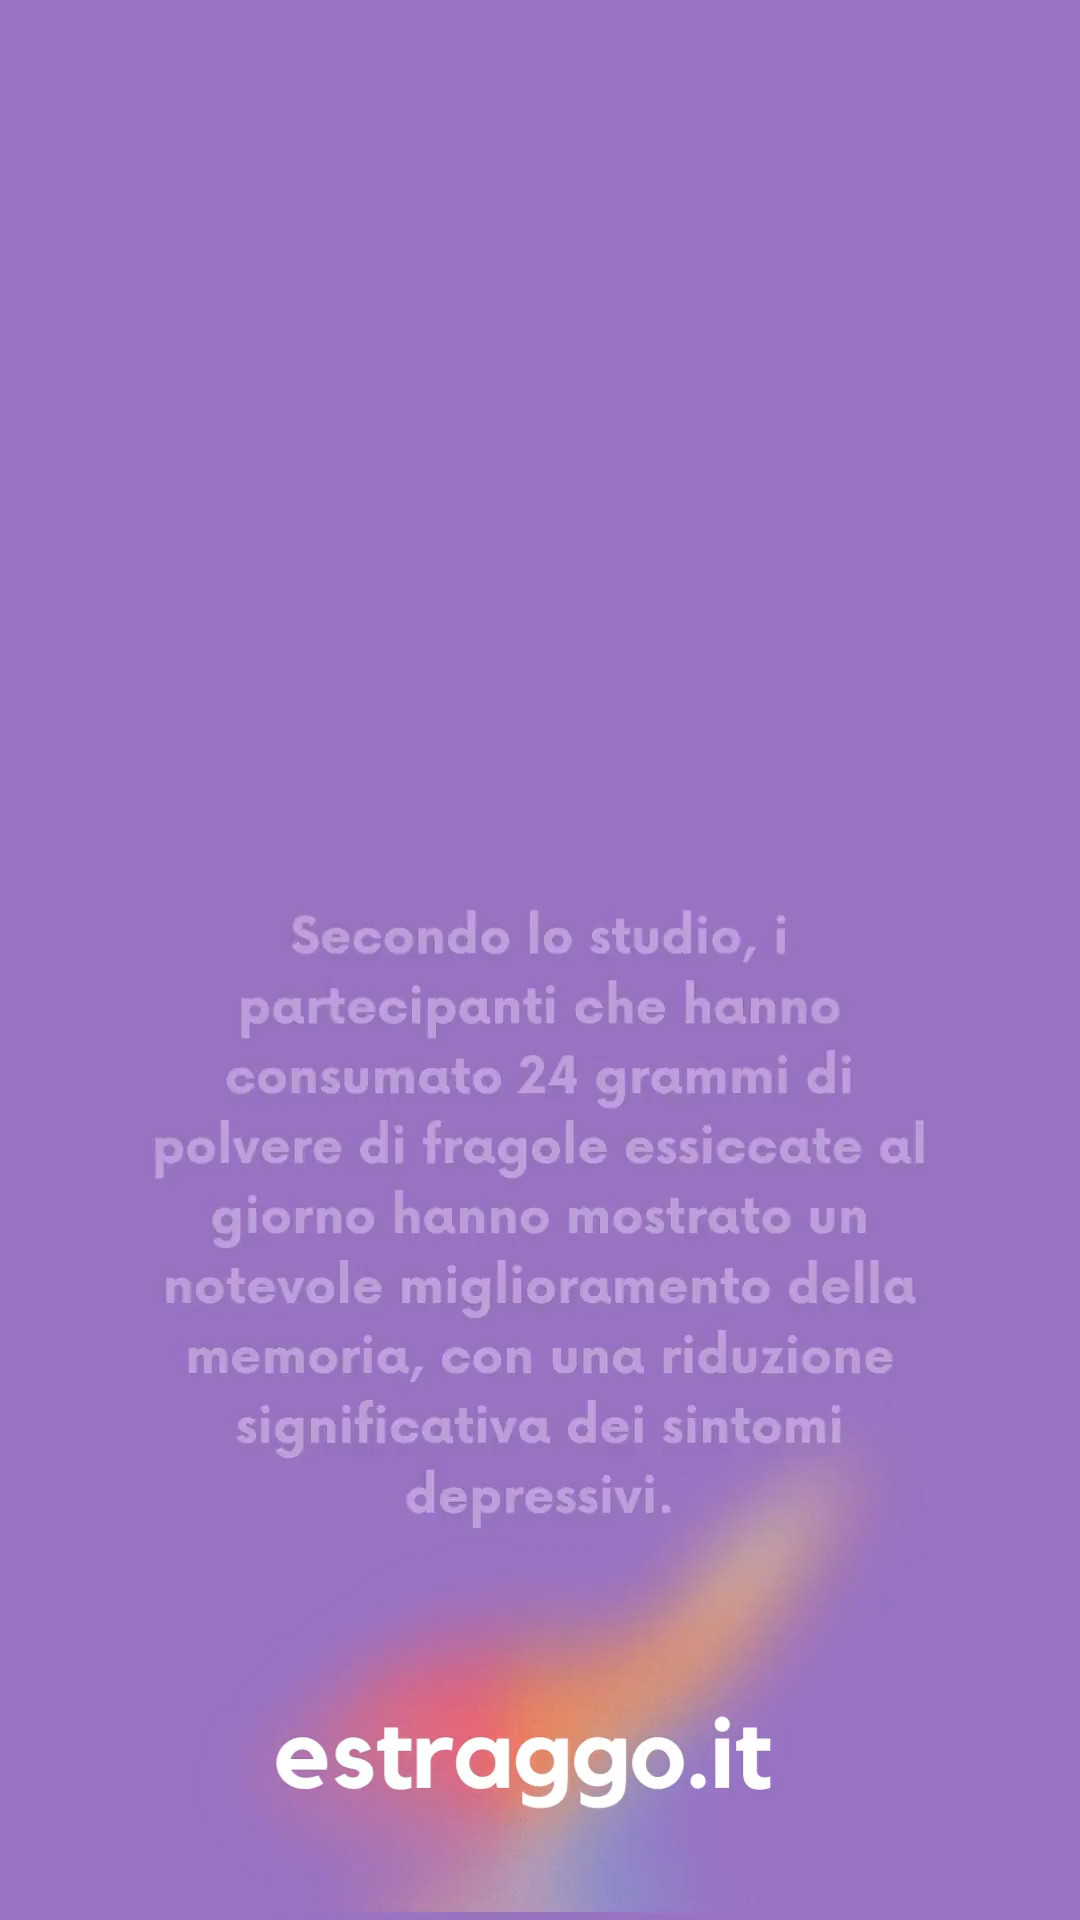 Secondo lo studio, i
partecipanti che hanno
consumato 24 grammi di
polvere di fragole essiccate al
giorno hanno mostrato un
notevole miglioramento della
memoria, con una riduzione
significativa dei sintomi
depressivi.
estraggo.it